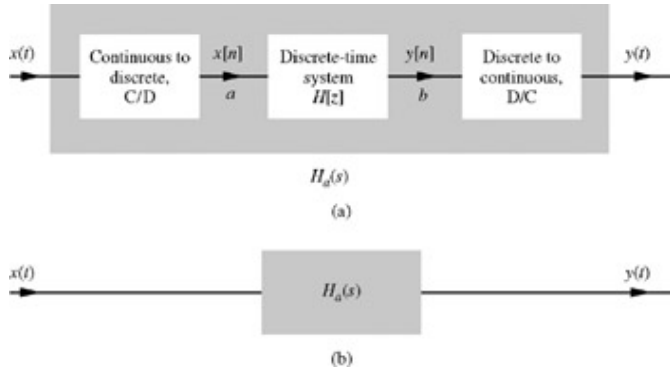 x(t)
Continuous to
discrete,
C/D
x[n]
a
Discrete-time
system
H[z]
y[n]
b
Discrete to
continuous,
D/C
y(t)
Ha(s)
(a)
x(t)
Ha(s)
y(t)
(b)